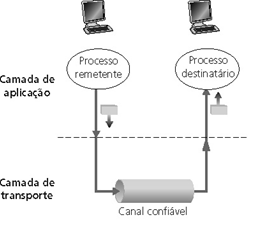 Processo
remetente
Processo
destinatário
Camada de
aplicação
Camada de
transporte
Canal confiável